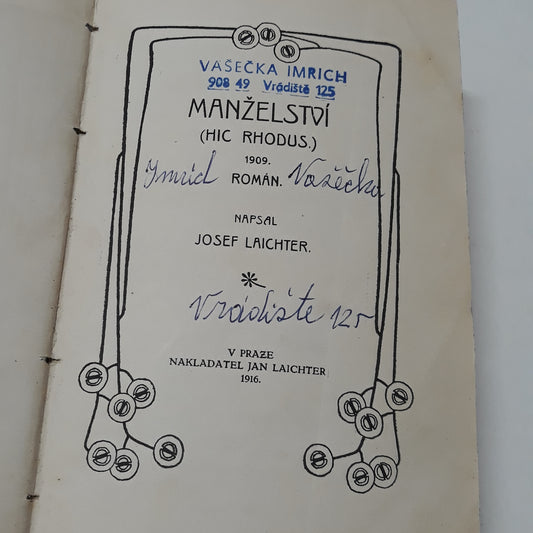 VAŠEČKA IMRICH
908 49 Vrádište 125
MANŽELSTVÍ
(HIC RHODUS.)
1909.
Imrich ROMÁN. Vašečka
NAPSAL
JOSEF LAICHTER.
Vrádište 125
V PRAZE
NAKLADATEL JAN LAICHTER
1916.